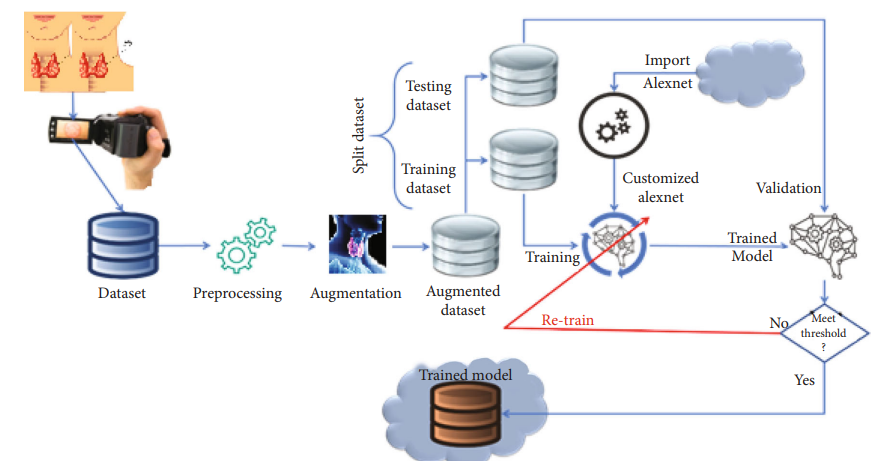 Import
Alexnet
Split dataset
Testing
dataset
Training
dataset
Customized
alexnet
Validation
Training
Trained
Model
Dataset
Preprocessing
Augmentation
Augmented
dataset
Re-train
No
Meet
threshold
?
Yes
Trained model